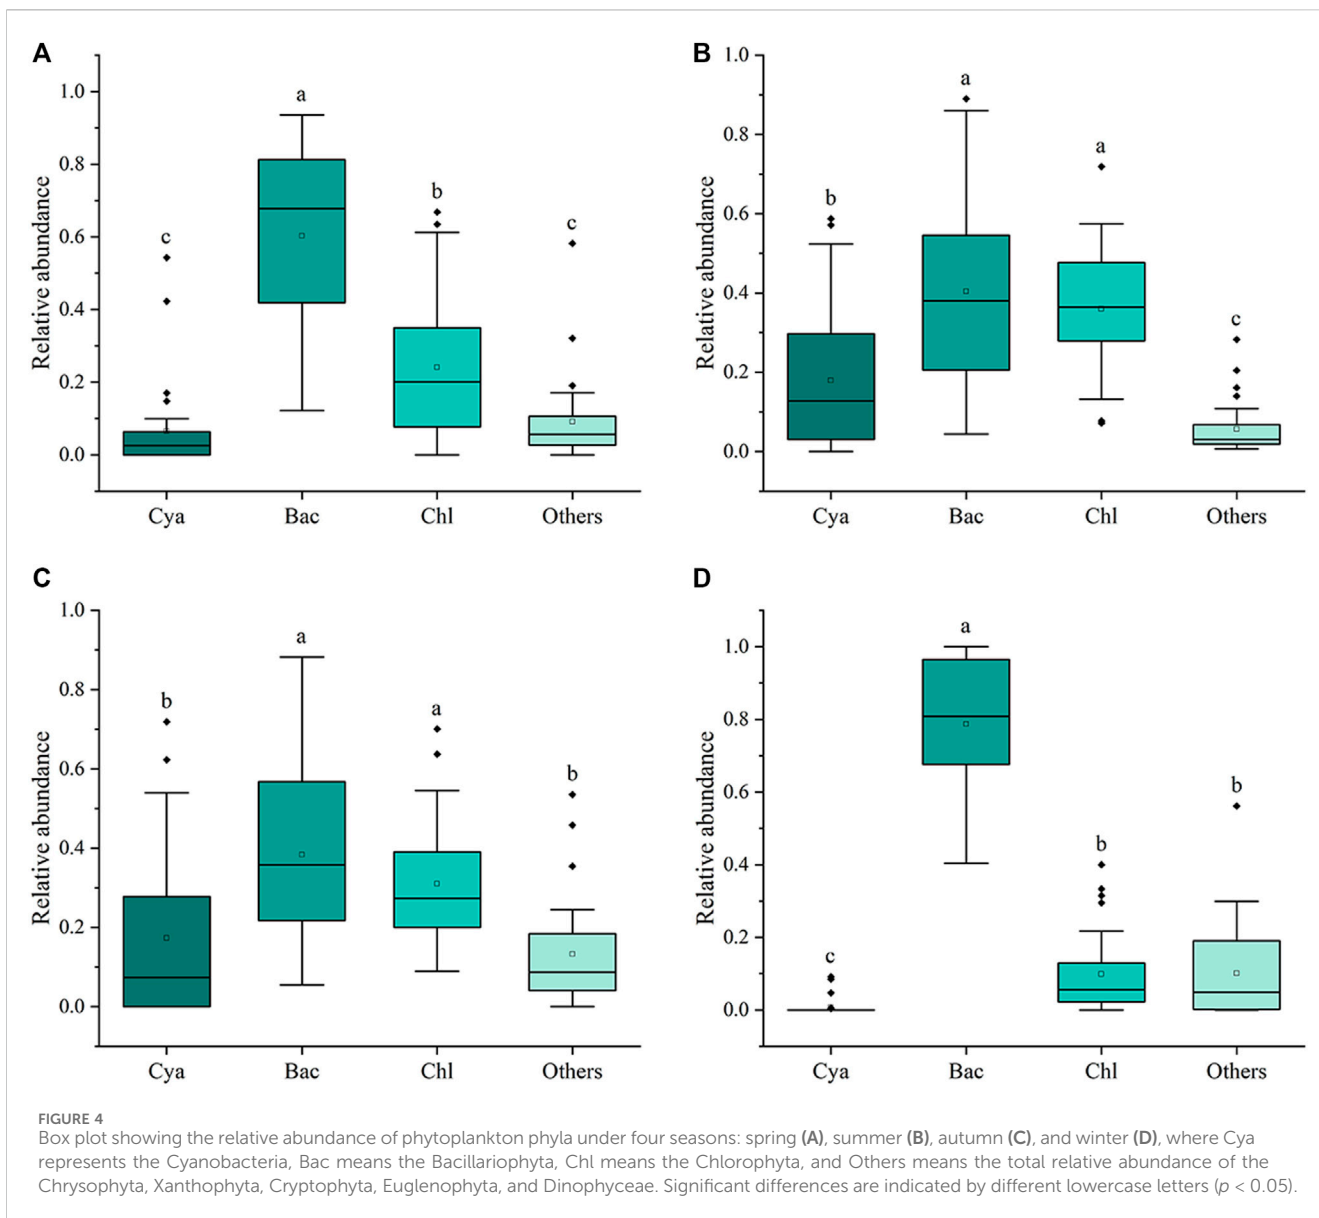 A
Relative abundance
1.0
0.8
0.6
0.4
0.2
0.0
c
a
b
c
Cya Bac Chl Others
B
Relative abundance
1.0
0.8
0.6
0.4
0.2
0.0
b
a
a
c
Cya Bac Chl Others
C
Relative abundance
1.0
0.8
0.6
0.4
0.2
0.0
b
a
a
b
Cya Bac Chl Others
D
Relative abundance
1.0
0.8
0.6
0.4
0.2
0.0
c
a
b
b
Cya Bac Chl Others
FIGURE 4
Box plot showing the relative abundance of phytoplankton phyla under four seasons: spring (A), summer (B), autumn (C), and winter (D), where Cya
represents the Cyanobacteria, Bac means the Bacillariophyta, Chl means the Chlorophyta, and Others means the total relative abundance of the
Chrysophyta, Xanthophyta, Cryptophyta, Euglenophyta, and Dinophyceae. Significant differences are indicated by different lowercase letters (p < 0.05).